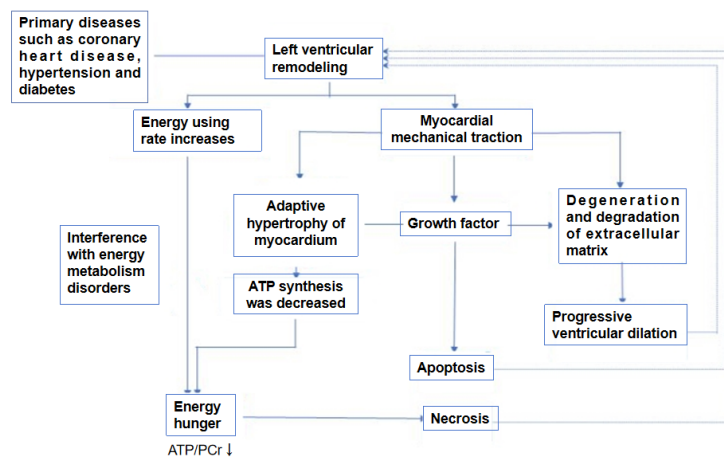 Primary diseases
such as coronary
heart disease,
hypertension and
diabetes
Left ventricular
remodeling
Energy using
rate increases
Myocardial
mechanical traction
Adaptive
hypertrophy of
myocardium
Growth factor
Degeneration
and degradation
of extracellular
matrix
Interference
with energy
metabolism
disorders
ATP synthesis
was decreased
Progressive
ventricular dilation
Apoptosis
Energy
hunger
Necrosis
ATP/PCr ↓